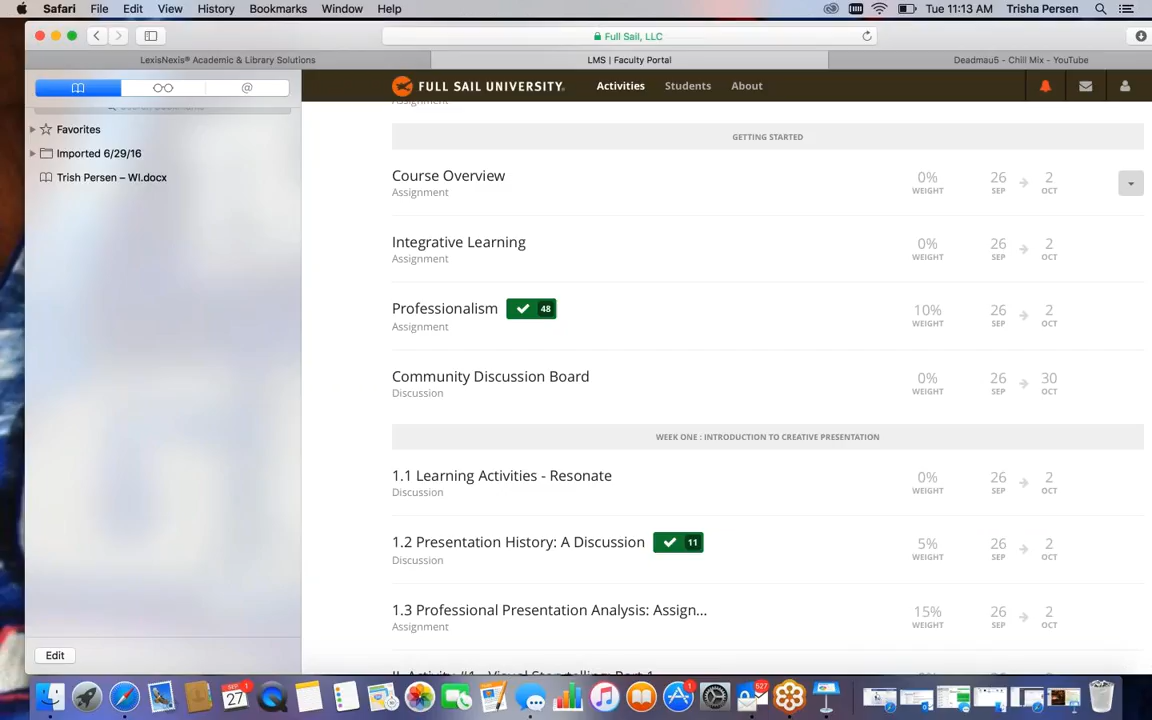 Safari File Edit View History Bookmarks Window Help Tue 11:13 AM Trisha Persen
Full Sail, LLC
LexisNexis® Academic & Library Solutions LMS | Faculty Portal Deadmau5 - Chill Mix - YouTube
FULL SAIL UNIVERSITY. Activities Students About
Assignment
Favorites
Imported 6/29/16
Trish Persen – WI.docx
Edit
GETTING STARTED
Course Overview 0% 26 2
Assignment WEIGHT SEP OCT
Integrative Learning 0% 26 2
Assignment WEIGHT SEP OCT
Professionalism 48 10% 26 2
Assignment WEIGHT SEP OCT
Community Discussion Board 0% 26 30
Discussion WEIGHT SEP OCT
WEEK ONE : INTRODUCTION TO CREATIVE PRESENTATION
1.1 Learning Activities - Resonate 0% 26 2
Discussion WEIGHT SEP OCT
1.2 Presentation History: A Discussion 11 5% 26 2
Discussion WEIGHT SEP OCT
1.3 Professional Presentation Analysis: Assign... 15% 26 2
Assignment WEIGHT SEP OCT
SEP 27 1 1 527